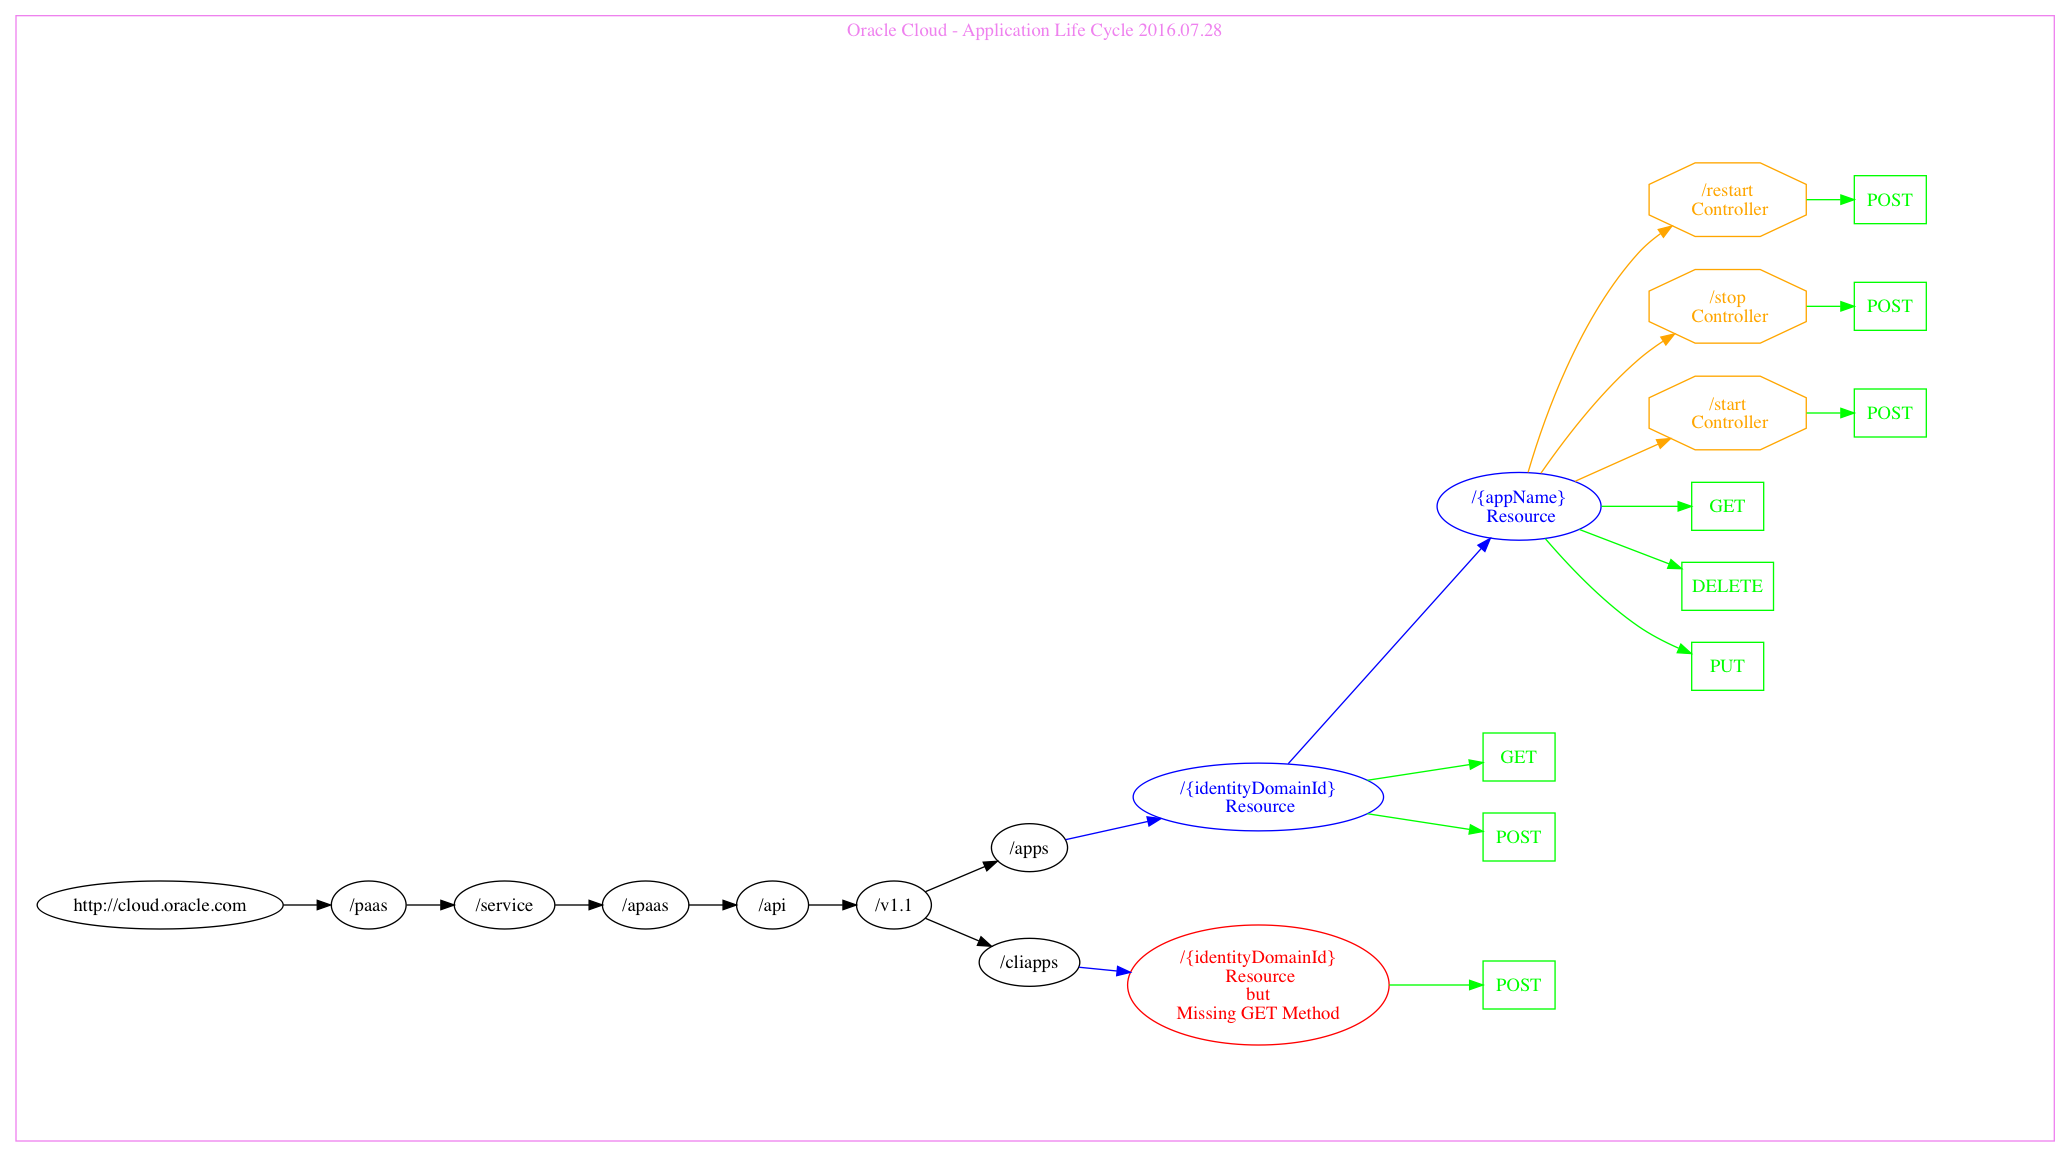 Oracle Cloud - Application Life Cycle 2016.07.28
/restart
Controller
POST
/stop
Controller
POST
/start
Controller
POST
/{appName}
Resource
GET
DELETE
PUT
GET
/{identityDomainId}
Resource
POST
/apps
http://cloud.oracle.com
/paas
/service
/apaas
/api
/v1.1
/cliapps
/{identityDomainId}
Resource
but
Missing GET Method
POST